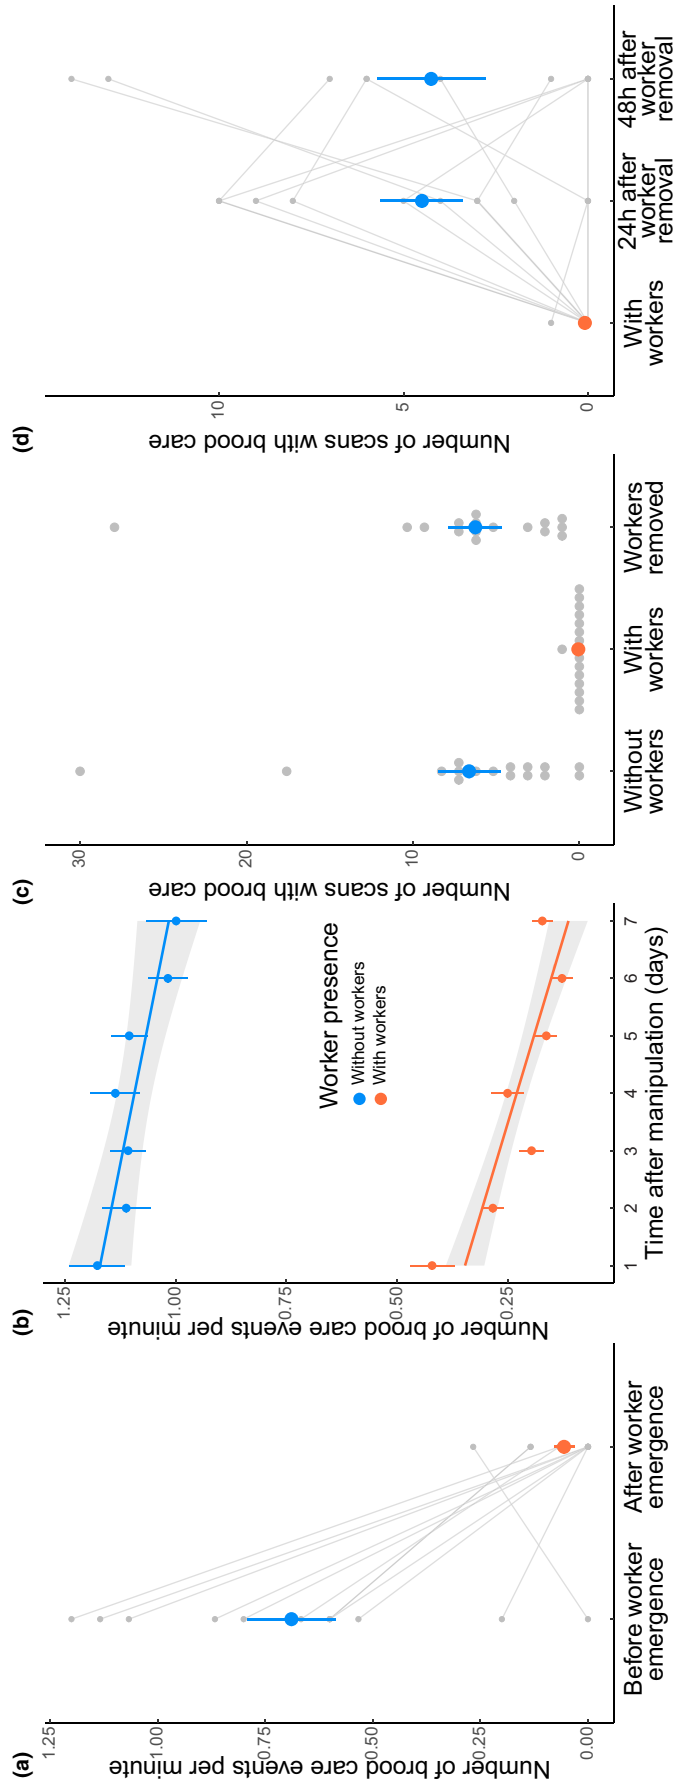 (a)
Number of brood care events per minute
1.25
1.00
0.75
0.50
0.25
0.00
Before worker
emergence
After worker
emergence
(b)
Number of brood care events per minute
1.25
1.00
0.75
0.50
0.25
1
2
3
4
5
6
7
Time after manipulation (days)
Worker presence
Without workers
With workers
(c)
Number of scans with brood care
30
20
10
0
Without
workers
With
workers
Workers
removed
(d)
Number of scans with brood care
10
5
0
With
workers
24h after
worker
removal
48h after
worker
removal